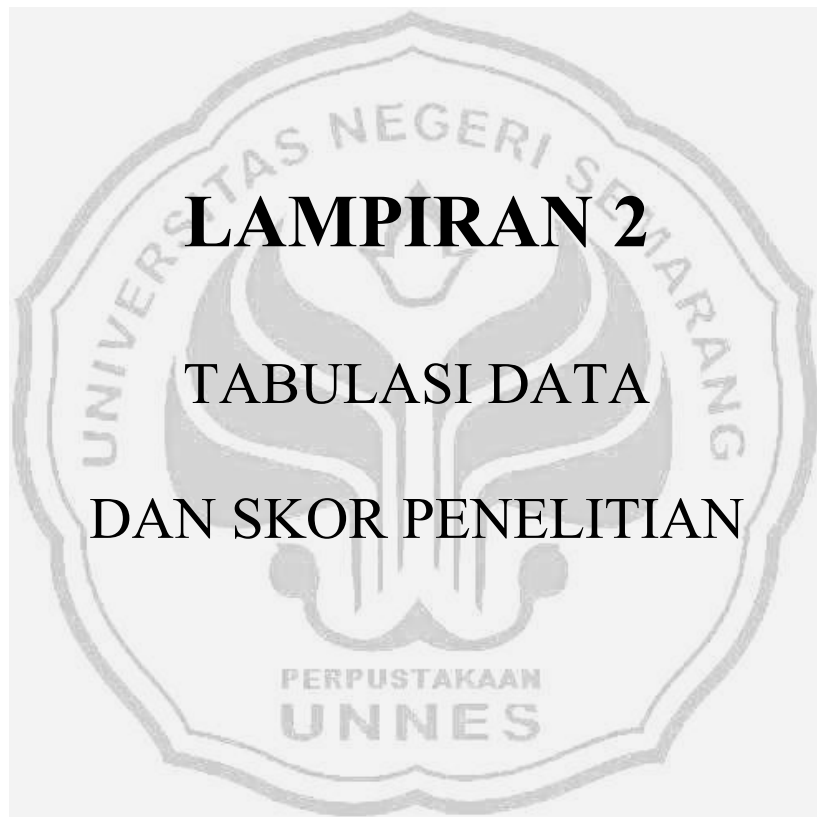 UNIVERSITAS NEGERI SEMARANG
LAMPIRAN 2
TABULASI DATA
DAN SKOR PENELITIAN
PERPUSTAKAAN
UNNES